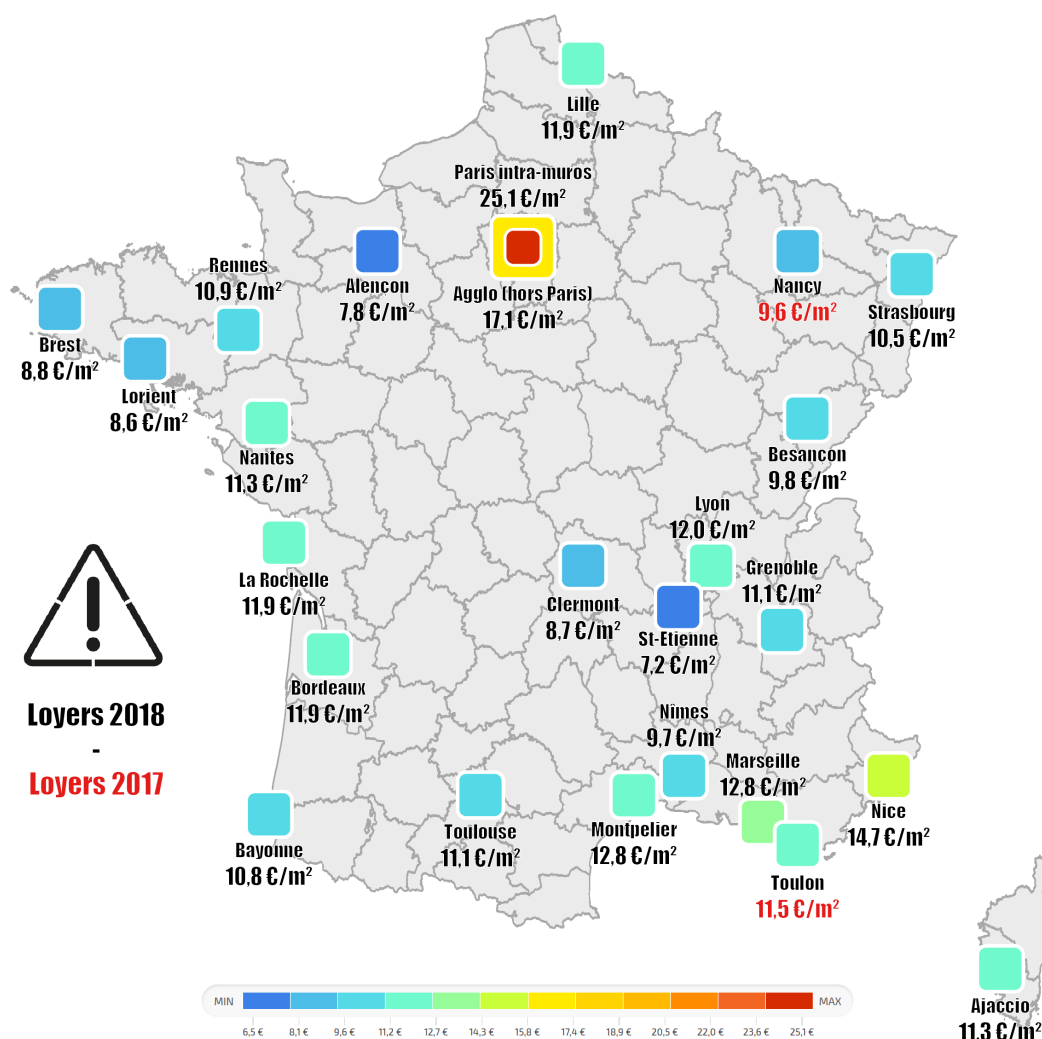 Lille
11,9 €/m²
Paris intra-muros
25,1 €/m²
Agglo (hors Paris)
17,1 €/m²
Alençon
7,8 €/m²
Nancy
9,6 €/m²
Strasbourg
10,5 €/m²
Rennes
10,9 €/m²
Brest
8,8 €/m²
Lorient
8,6 €/m²
Nantes
11,3 €/m²
Besançon
9,8 €/m²
Lyon
12,0 €/m²
Grenoble
11,1 €/m²
La Rochelle
11,9 €/m²
Clermont
8,7 €/m²
St-Etienne
7,2 €/m²
Bordeaux
11,9 €/m²
Loyers 2018
-
Loyers 2017
Nîmes
9,7 €/m²
Marseille
12,8 €/m²
Nice
14,7 €/m²
Bayonne
10,8 €/m²
Toulouse
11,1 €/m²
Montpelier
12,8 €/m²
Toulon
11,5 €/m²
Ajaccio
11,3 €/m²
MIN MAX
6,5 € 8,1 € 9,6 € 11,2 € 12,7 € 14,3 € 15,8 € 17,4 € 18,9 € 20,5 € 22,0 € 23,6 € 25,1 €